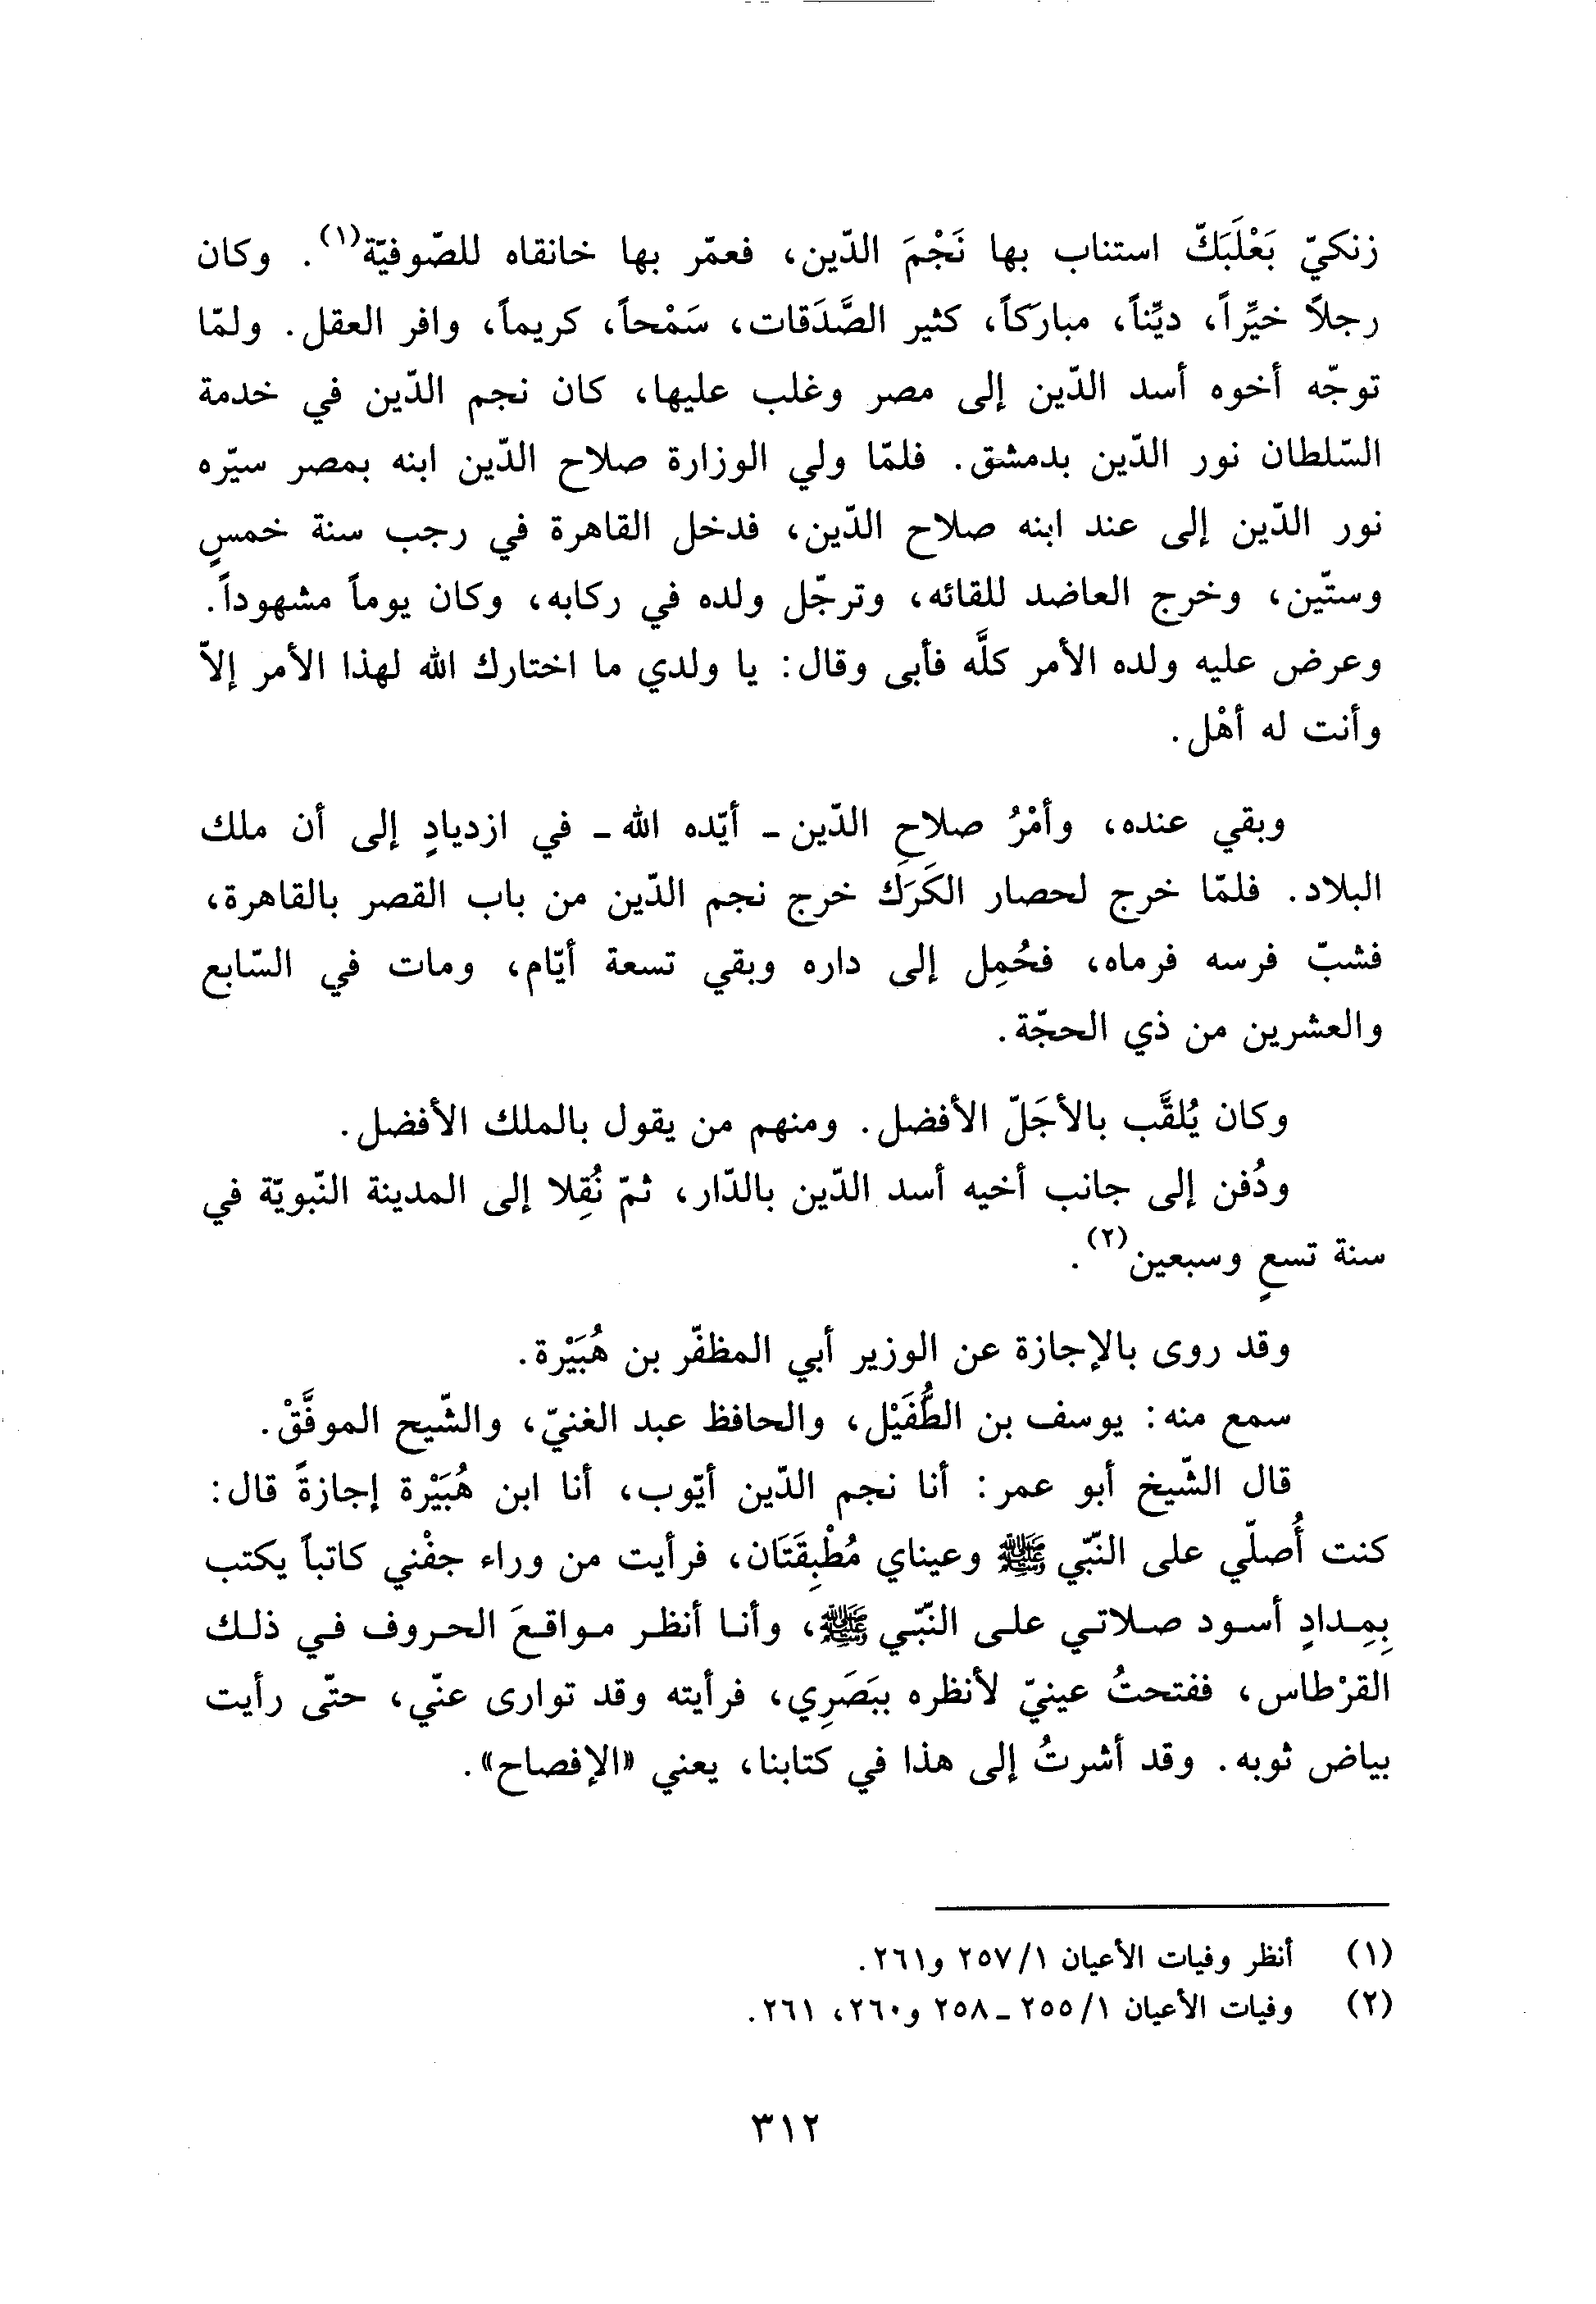 زنكيّ بَعْلَبَكّ استناب بها نَجْمَ الدّين، فعمّر بها خانقاه للصّوفيّة(١). وكان
رجلاً خيِّراً، ديِّناً، مباركاً، كثير الصَّدَقات، سَمْحاً، كريماً، وافر العقل. ولمّا
توجّه أخوه أسد الدّين إلى مصر وغلب عليها، كان نجم الدّين في خدمة
السّلطان نور الدّين بدمشق. فلمّا ولي الوزارة صلاح الدّين ابنه بمصر سيّره
نور الدّين إلى عند ابنه صلاح الدّين، فدخل القاهرة في رجب سنة خمسٍ
وستّين، وخرج العاضد للقائه، وترجّل ولده في ركابه، وكان يوماً مشهوداً.
وعرض عليه ولده الأمر كلَّه فأبى وقال: يا ولدي ما اختارك الله لهذا الأمر إلاّ
وأنت له أهْل.
وبقي عنده، وأمْرُ صلاحِ الدّين ـ أيّده الله ـ في ازديادٍ إلى أن ملك
البلاد. فلمّا خرج لحصار الكَرَك خرج نجم الدّين من باب القصر بالقاهرة،
فشبّ فرسه فرماه، فحُمِل إلى داره وبقي تسعة أيّام، ومات في السّابع
والعشرين من ذي الحجّة.
وكان يُلقَّب بالأجَلّ الأفضل. ومنهم من يقول بالملك الأفضل.
ودُفن إلى جانب أخيه أسد الدّين بالدّار، ثمّ نُقِلا إلى المدينة النّبويّة في
سنة تسعٍ وسبعين(٢).
وقد روى بالإجازة عن الوزير أبي المظفّر بن هُبَيْرة.
سمع منه: يوسف بن الطُّفَيْل، والحافظ عبد الغنيّ، والشّيح الموفَّقْ.
قال الشّيخ أبو عمر: أنا نجم الدّين أيّوب، أنا ابن هُبَيْرة إجازةً قال:
كنت أُصلّي على النّبّي ﷺ وعيناي مُطْبِقَتَان، فرأيت من وراء جفْني كاتباً يكتب
بِمِدادٍ أسود صلاتي على النّبّي ﷺ، وأنا أنظر مواقعَ الحروف في ذلك
القرْطاس، ففتحتُ عينيّ لأنظره ببَصَرِي، فرأيته وقد توارى عنّي، حتّى رأيت
بياض ثوبه. وقد أشرتُ إلى هذا في كتابنا، يعني «الإفصاح».
(١) أنظر وفيات الأعيان ١/ ٢٥٧ و٢٦١.
(٢) وفيات الأعيان ١/ ٢٥٥ ـ ٢٥٨ و٢٦٠، ٢٦١.
٣١٢